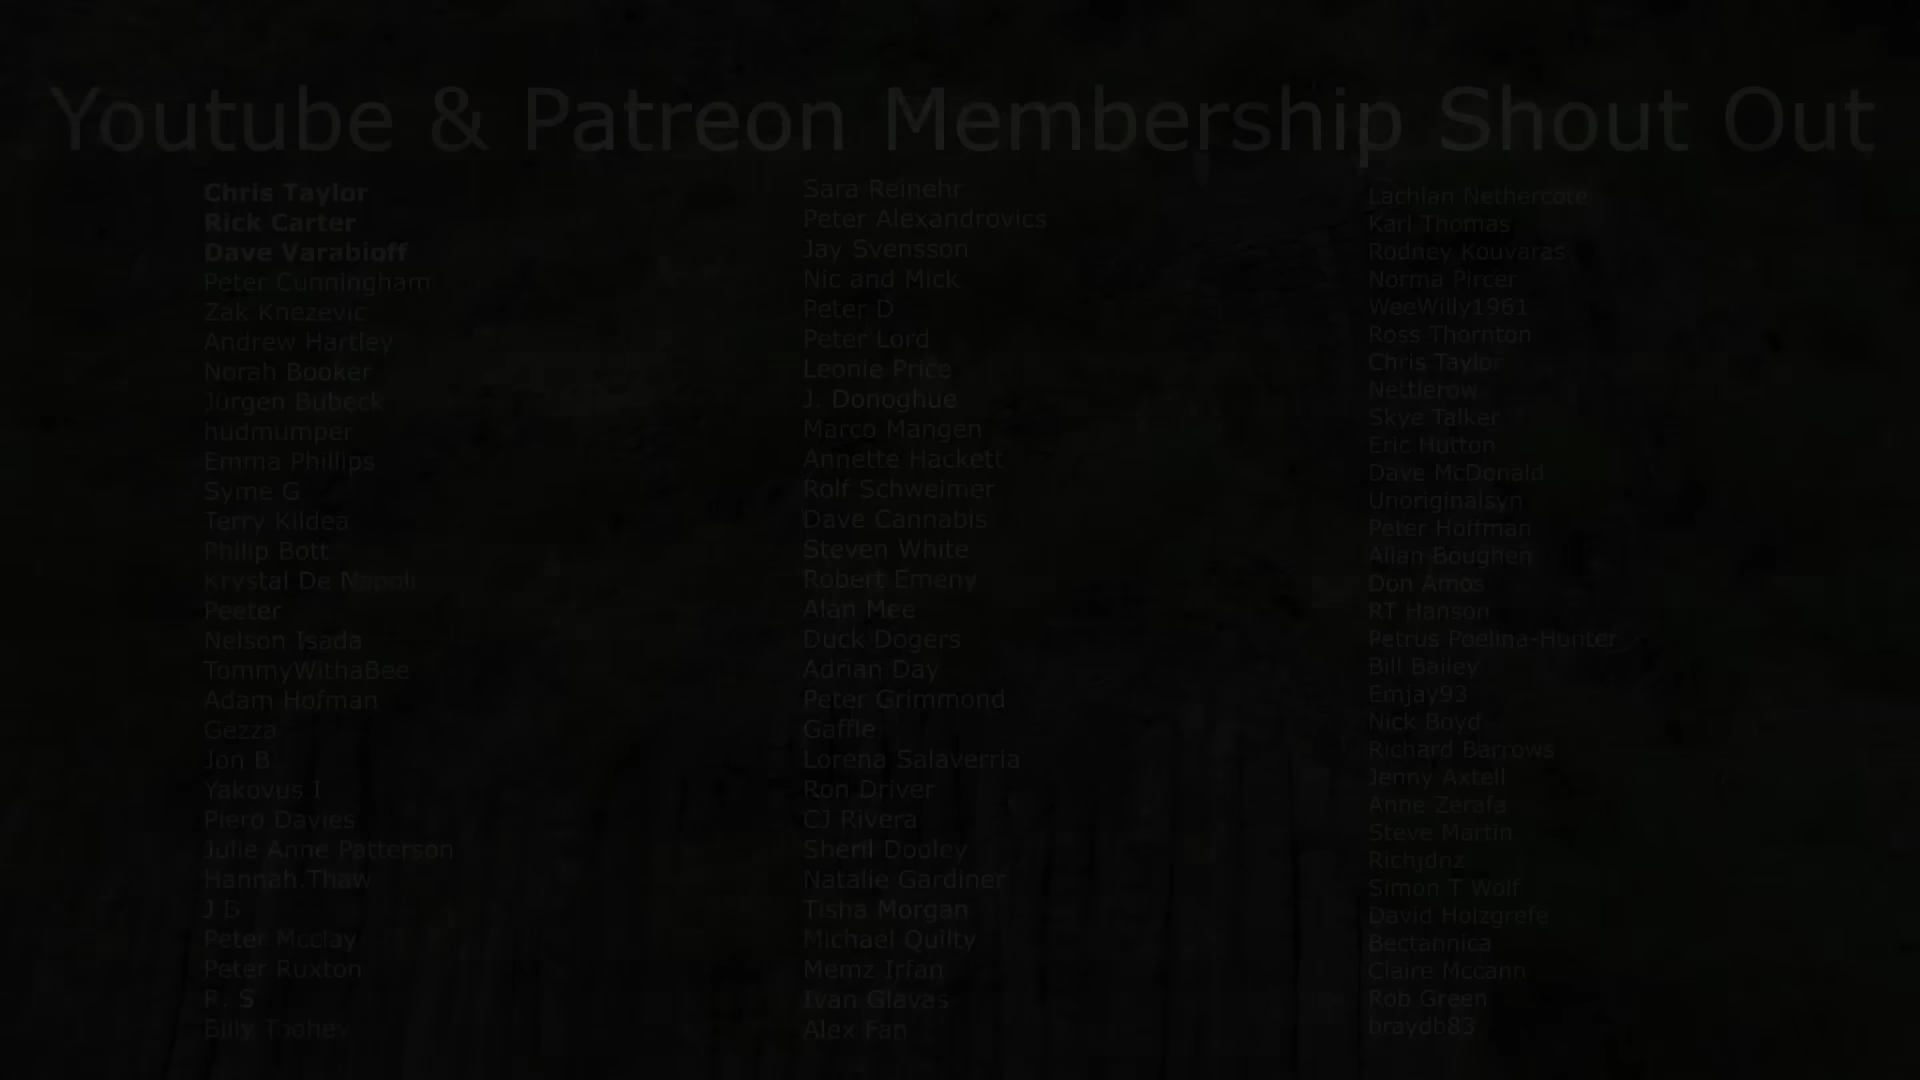 Youtube & Patreon Membership Shout Out
Chris Taylor
Rick Carter
Dave Varabioff
Peter Cunningham
Zak Knezevic
Andrew Hartley
Norah Booker
Jürgen Bubeck
hudmumper
Emma Phillips
Syme G
Terry Kildea
Philip Bott
Krystal De Napoli
Peeter
Nelson Isada
TommyWithaBee
Adam Hofman
Gezza
Jon B
Yakovus I
Piero Davies
Julie Anne Patterson
Hannah.Thaw
J B
Peter Mcclay
Peter Ruxton
R. S
Billy Toohey
Sara Reinehr
Peter Alexandrovics
Jay Svensson
Nic and Mick
Peter D
Peter Lord
Leonie Price
J. Donoghue
Marco Mangen
Annette Hackett
Rolf Schweimer
Dave Cannabis
Steven White
Robert Emeny
Alan Mee
Duck Dogers
Adrian Day
Peter Grimmond
Gaffle
Lorena Salaverria
Ron Driver
CJ Rivera
Sheril Dooley
Natalie Gardiner
Tisha Morgan
Michael Quilty
Memz Irfan
Ivan Glavas
Alex Fan
Lachlan Nethercote
Karl Thomas
Rodney Kouvaras
Norma Pircer
WeeWilly1961
Ross Thornton
Chris Taylor
Nettlerow
Skye Talker
Eric Hutton
Dave McDonald
Unoriginalsyn
Peter Hoffman
Allan Boughen
Don Amos
RT Hanson
Petrus Poelina-Hunter
Bill Bailey
Emjay93
Nick Boyd
Richard Barrows
Jenny Axtell
Anne Zerafa
Steve Martin
Richjdnz
Simon T Wolf
David Holzgrefe
Bectannica
Claire Mccann
Rob Green
braydb83